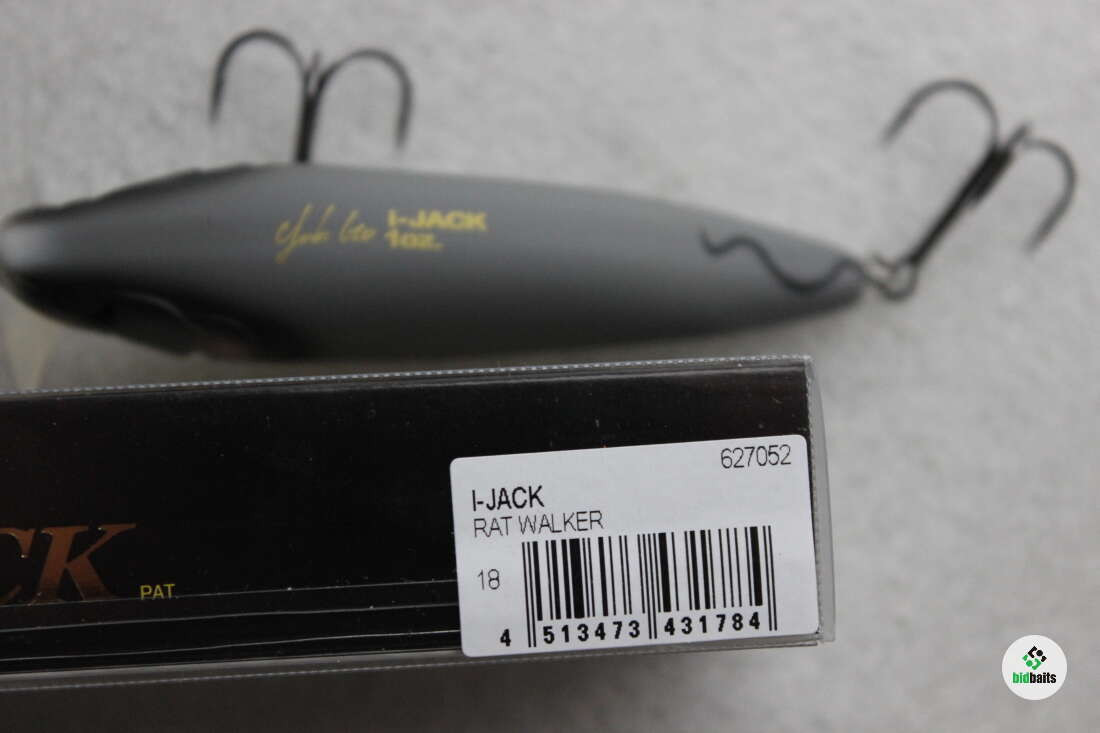 I-JACK
1oz.
CK PAT.
627052
I-JACK
RAT WALKER
18
4 513473 431784
bidbaits